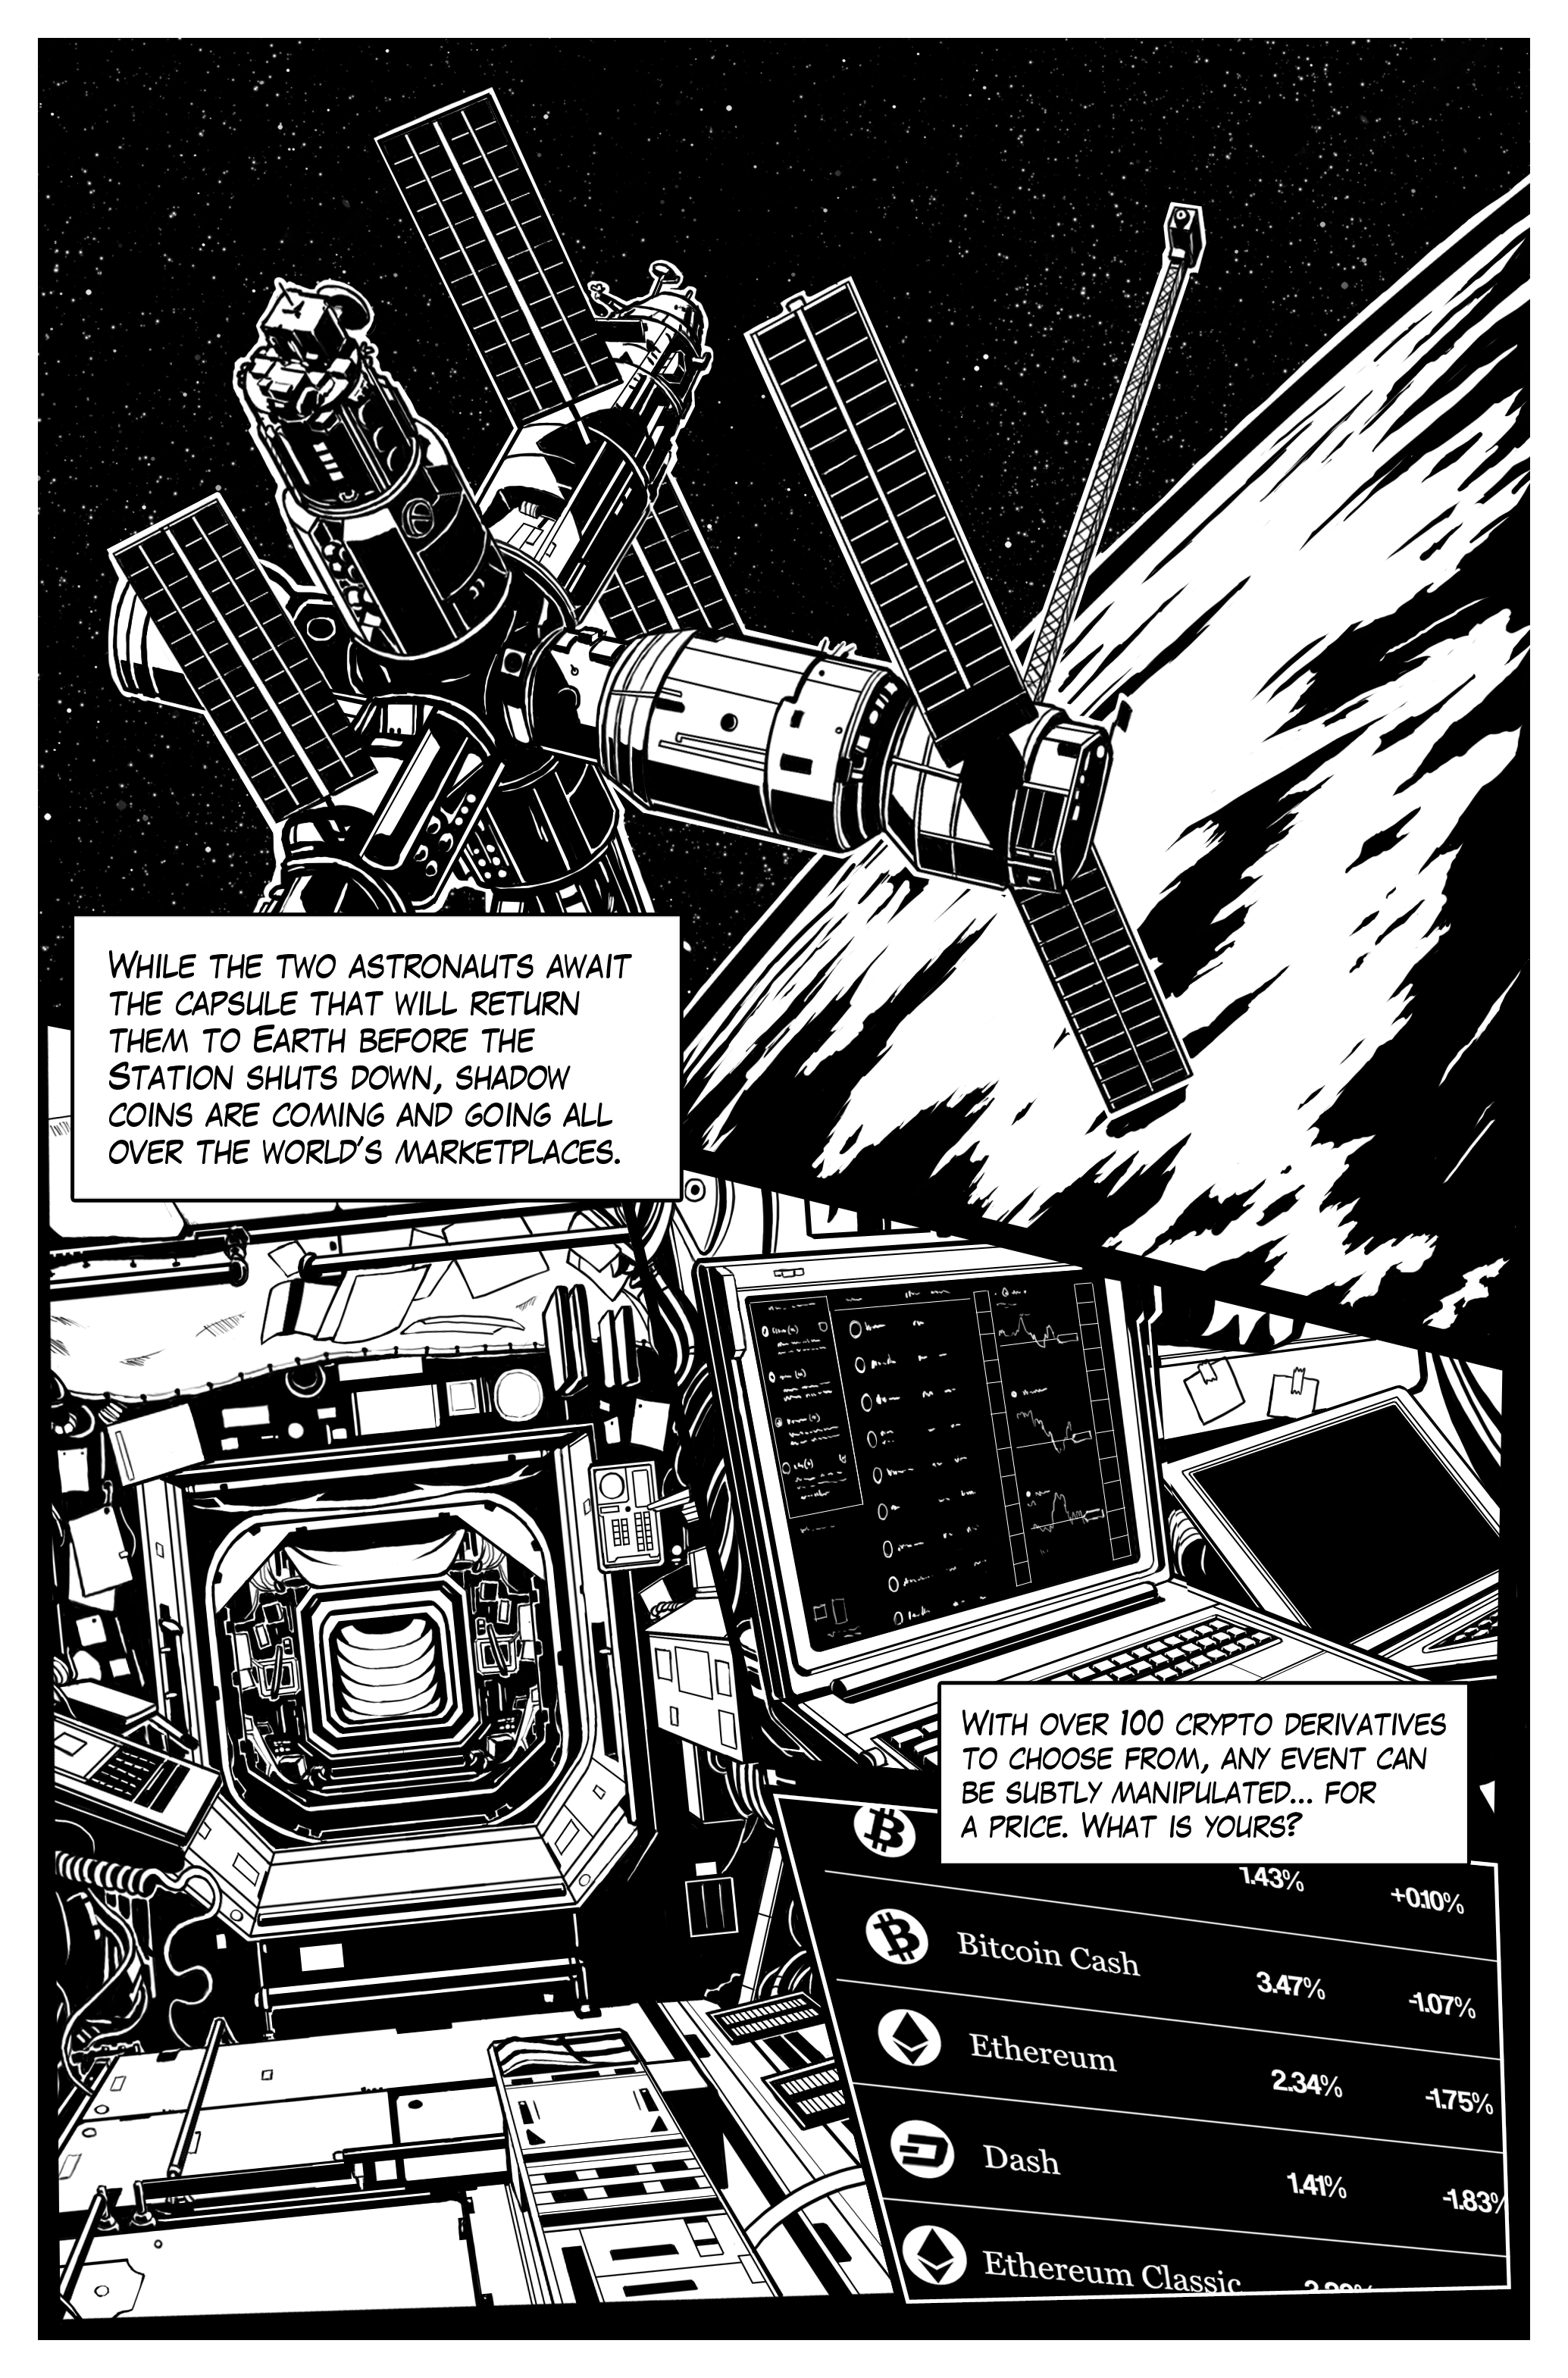 While the two astronauts await
the capsule that will return
them to Earth before the
Station shuts down, shadow
coins are coming and going all
over the world's marketplaces.
With over 100 crypto derivatives
to choose from, any event can
be subtly manipulated... for
a price. What is yours?
1.43% +0.10%
Bitcoin Cash 3.47% -1.07%
Ethereum 2.34% -1.75%
Dash 1.41% -1.83%
Ethereum Classic